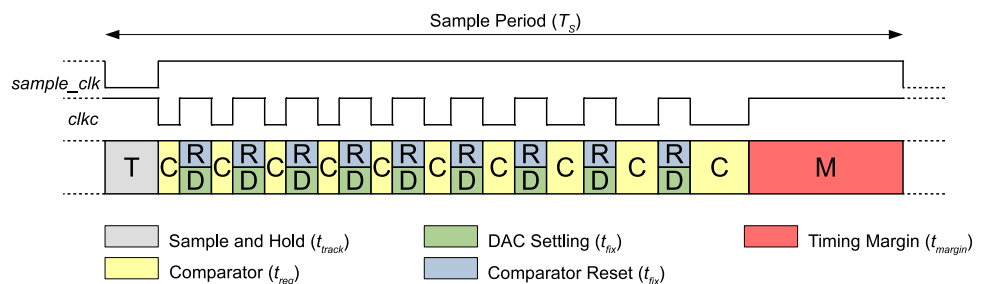 Sample Period (T_S)
sample_clk
clkc
T C R D C R D C R D C R D C R D C R D C R D C R D C R D C M
Sample and Hold (t_track)
DAC Settling (t_fix)
Timing Margin (t_margin)
Comparator (t_reg)
Comparator Reset (t_fix)